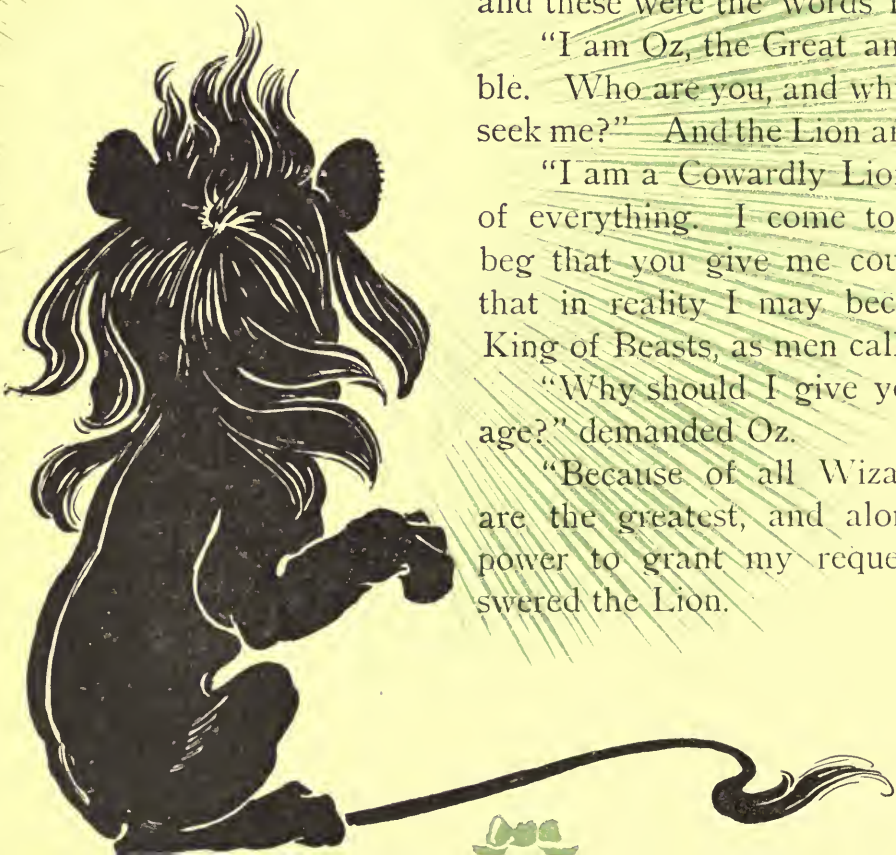 and these were the words
"I am Oz, the Great an
ble. Who are you, and wh
seek me?" And the Lion an
"I am a Cowardly Lio
of everything. I come to
beg that you give me cou
that in reality I may bec
King of Beasts, as men call
"Why should I give yo
age?" demanded Oz.
"Because of all Wiza
are the greatest, and alon
power to grant my reque
swered the Lion.